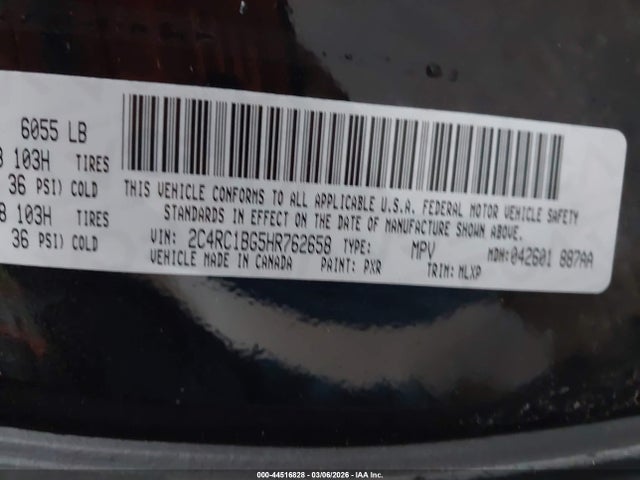 6055 LB
103H TIRES
36 PSI) COLD
103H TIRES
36 PSI) COLD
THIS VEHICLE CONFORMS TO ALL APPLICABLE U.S.A. FEDERAL MOTOR VEHICLE SAFETY
STANDARDS IN EFFECT ON THE DATE OF MANUFACTURE SHOWN ABOVE.
VIN: 2C4RC1BG5HR762658 TYPE: MPV MDH:042601 887AA
VEHICLE MADE IN CANADA PAINT: PXR TRIM: MLXP
000-44516828 - 03/06/2026 - IAA Inc.